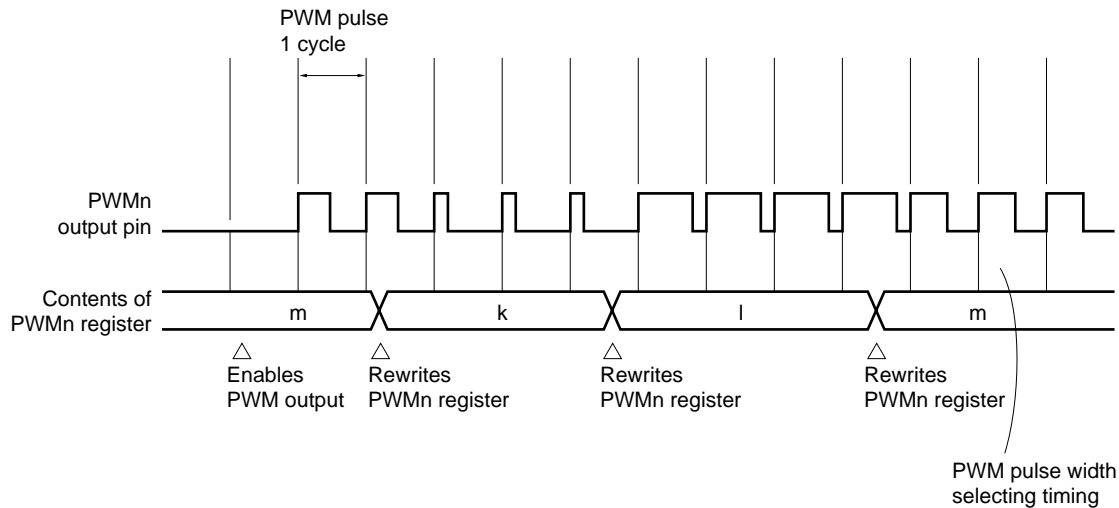 PWM pulse
1 cycle
PWMn
output pin
Contents of
PWMn register
m
k
l
m
Enables
PWM output
Rewrites
PWMn register
Rewrites
PWMn register
Rewrites
PWMn register
PWM pulse width
selecting timing